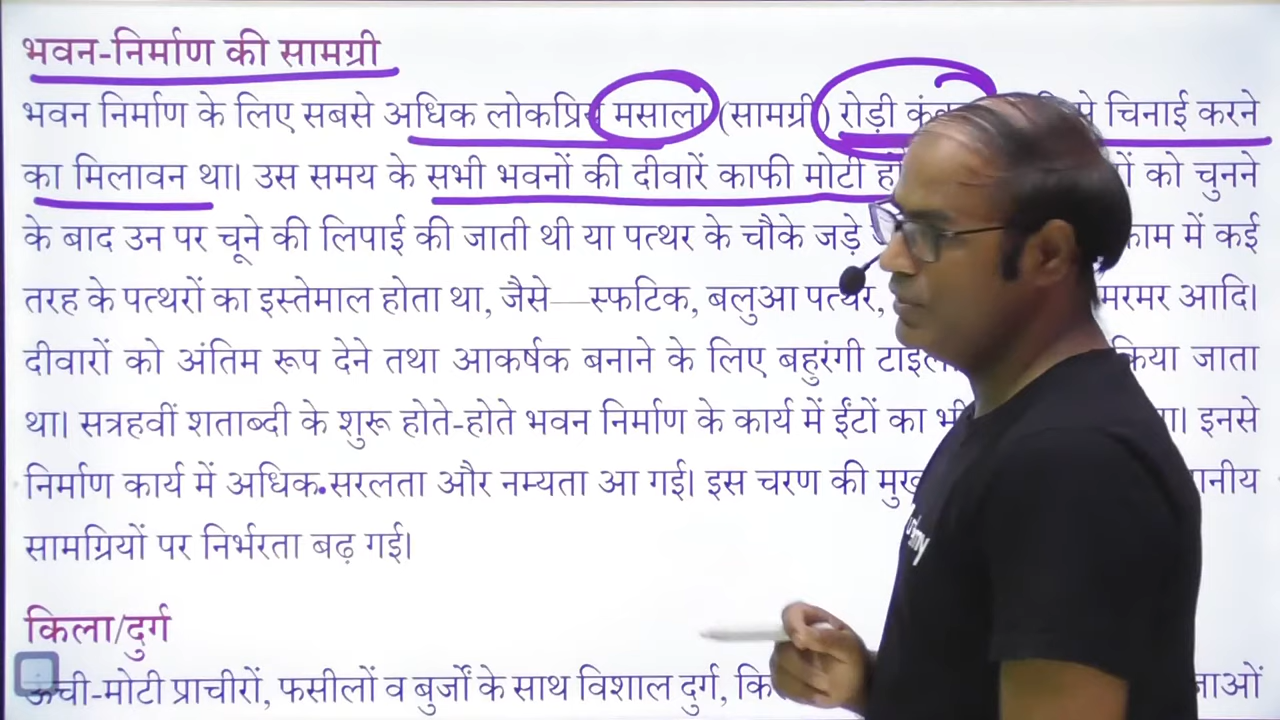 भवन-निर्माण की सामग्री
भवन निर्माण के लिए सबसे अधिक लोकप्रिय मसाला (सामग्री) रोड़ी से चिनाई करने
का मिलावन था। उस समय के सभी भवनों की दीवारें काफी मोटी को चुनने
के बाद उन पर चूने की लिपाई की जाती थी या पत्थर के चौके जड़े काम में कई
तरह के पत्थरों का इस्तेमाल होता था, जैसे—स्फटिक, बलुआ पत्थर, आदि।
दीवारों को अंतिम रूप देने तथा आकर्षक बनाने के लिए बहुरंगी किया जाता
था। सत्रहवीं शताब्दी के शुरू होते-होते भवन निर्माण के कार्य में ईंटों का इनसे
निर्माण कार्य में अधिक सरलता और नम्यता आ गई। इस चरण की
सामग्रियों पर निर्भरता बढ़ गई।
किला/दुर्ग
ऊंची-मोटी प्राचीरों, फसीलों व बुर्जों के साथ विशाल दुर्ग,